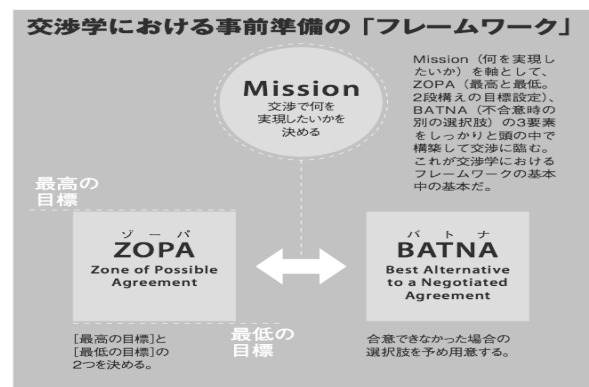 交渉学における事前準備の「フレームワーク」
Mission
交渉で何を
実現したいかを
決める
Mission（何を実現し
たいか）を軸として、
ZOPA（最高と最低。
2段構えの目標設定）、
BATNA（不合意時の
別の選択肢）の3要素
をしっかりと頭の中で
構築して交渉に臨む。
これが交渉学における
フレームワークの基本
中の基本だ。
最高の
目標
ゾーパ
ZOPA
Zone of Possible
Agreement
バトナ
BATNA
Best Alternative
to a Negotiated
Agreement
最低の
目標
[最高の目標]と
[最低の目標]の
2つを決める。
合意できなかった場合の
選択肢を予め用意する。